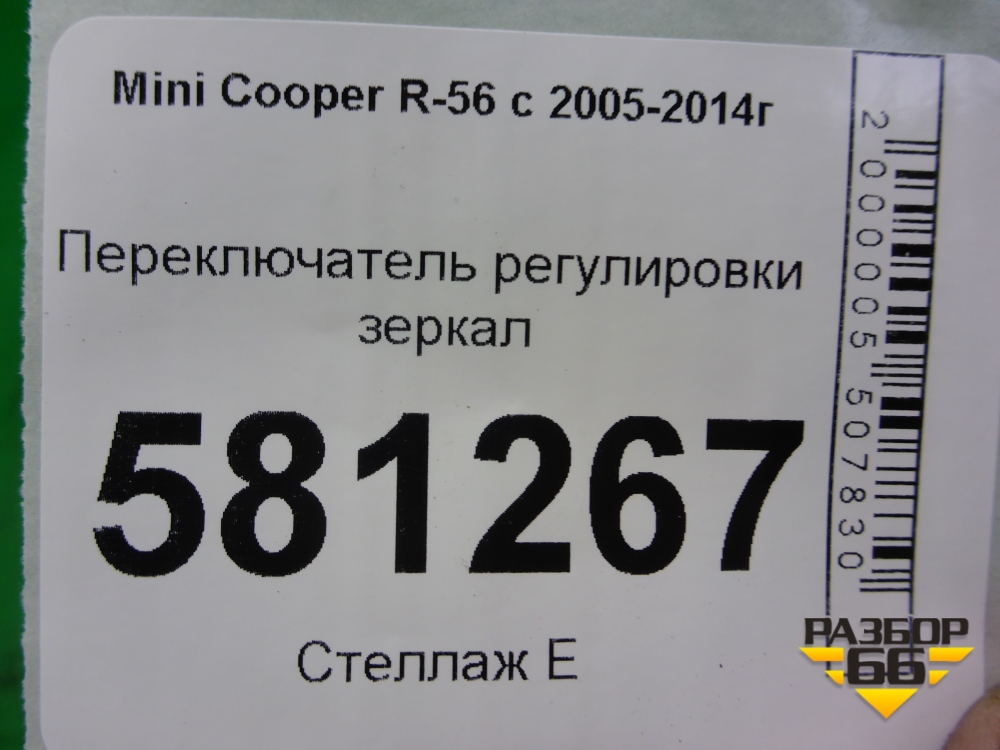 Mini Cooper R-56 с 2005-2014г
Переключатель регулировки
зеркал
581267
Стеллаж Е
2000005507830
РАЗБОР
66